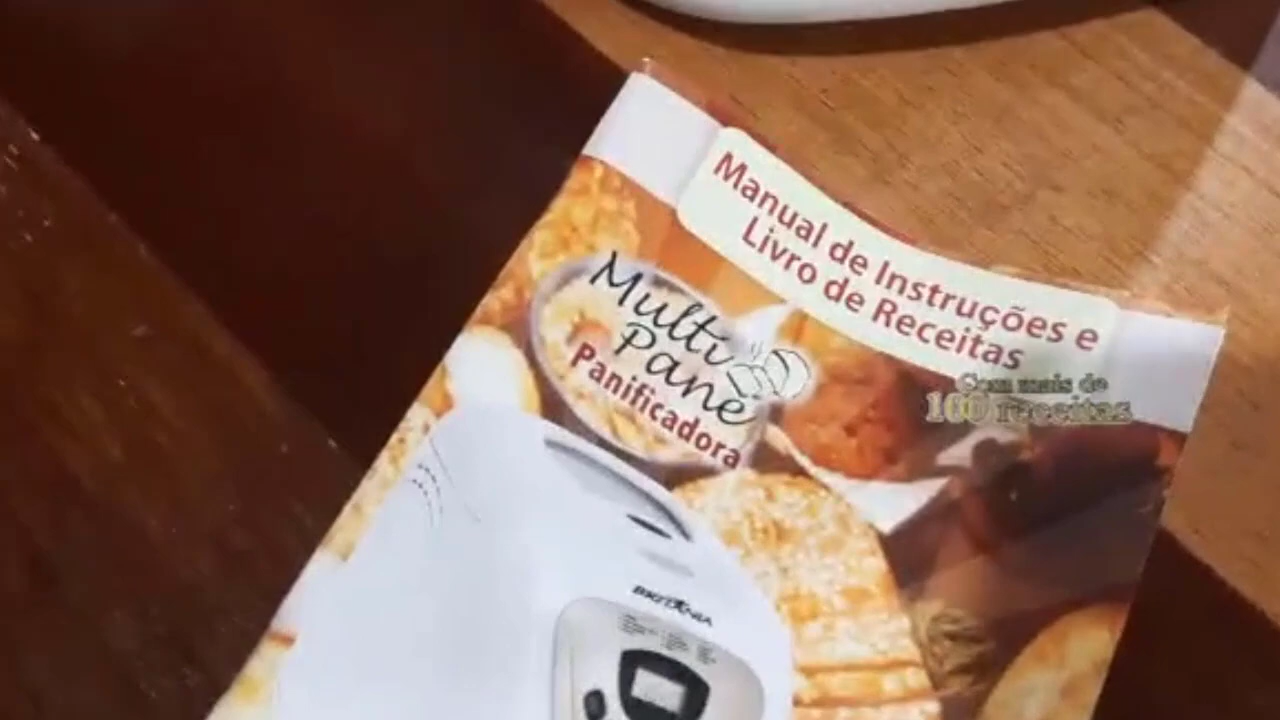 Manual de Instruções e
Livro de Receitas
Com mais de
100 receitas
Multi
Pane
Panificadora
BRITÂNIA